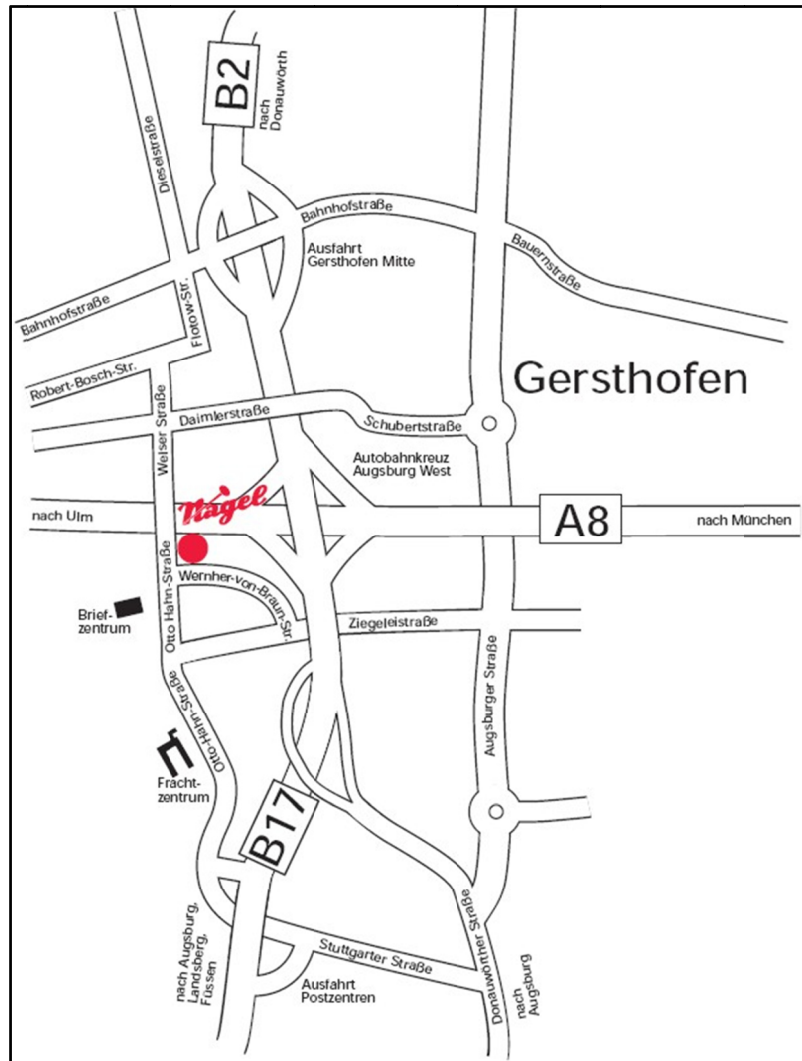 B2
nach
Donauwörth
Dieselstraße
Bahnhofstraße
Ausfahrt
Gersthofen Mitte
Bauernstraße
Bahnhofstraße
Flotow-Str.
Robert-Bosch-Str.
Gersthofen
Welser Straße
Daimlerstraße
Schubertstraße
Autobahnkreuz
Augsburg West
Nagel
nach Ulm
A8
nach München
Otto Hahn-Straße
Wernher-von-Braun-Str.
Brief-
zentrum
Ziegeleistraße
Augsburger Straße
Otto-Hahn-Straße
Fracht-
zentrum
B17
nach Augsburg,
Landsberg,
Füssen
Stuttgarter Straße
Ausfahrt
Postzentren
Donauwörther Straße
nach
Augsburg